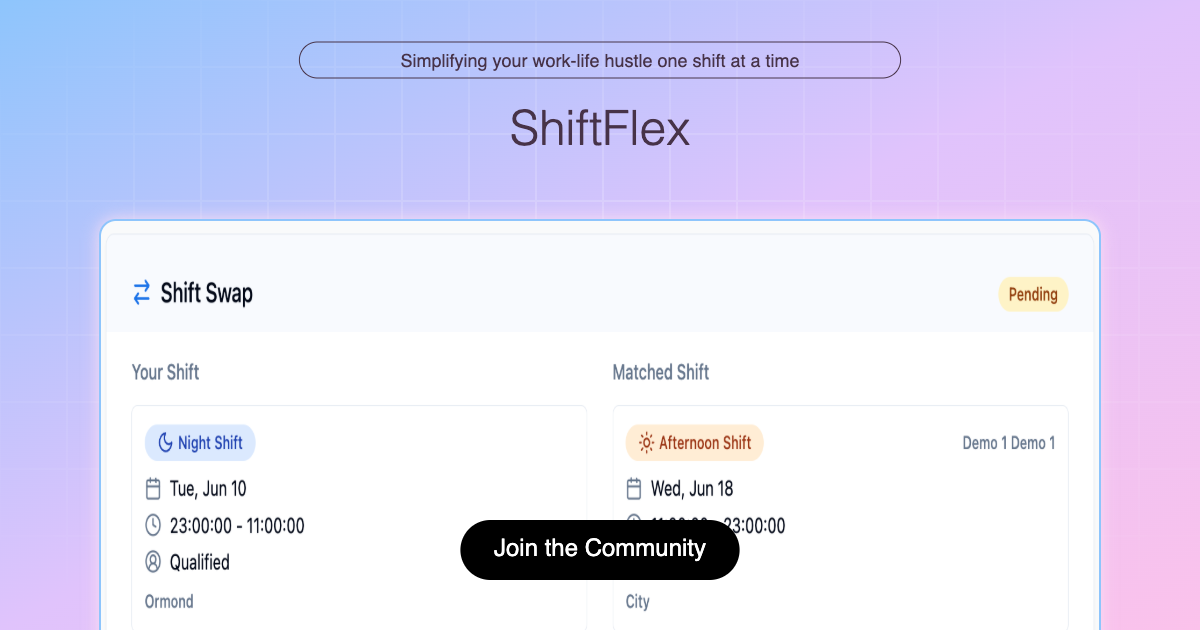 Simplifying your work-life hustle one shift at a time
ShiftFlex
Shift Swap
Pending
Your Shift
Matched Shift
Night Shift
Tue, Jun 10
23:00:00 - 11:00:00
Qualified
Ormond
Afternoon Shift
Demo 1 Demo 1
Wed, Jun 18
23:00:00
City
Join the Community